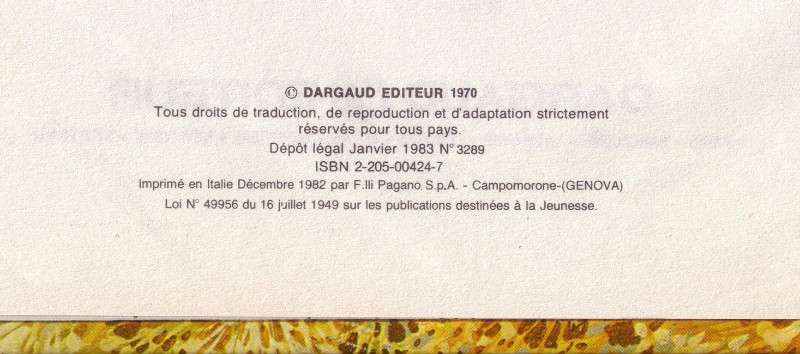 © DARGAUD EDITEUR 1970
Tous droits de traduction, de reproduction et d'adaptation strictement
réservés pour tous pays.
Dépôt légal Janvier 1983 N° 3289
ISBN 2-205-00424-7
Imprimé en Italie Décembre 1982 par F.lli Pagano S.p.A. - Campomorone-(GENOVA)
Loi N° 49956 du 16 juillet 1949 sur les publications destinées à la Jeunesse.